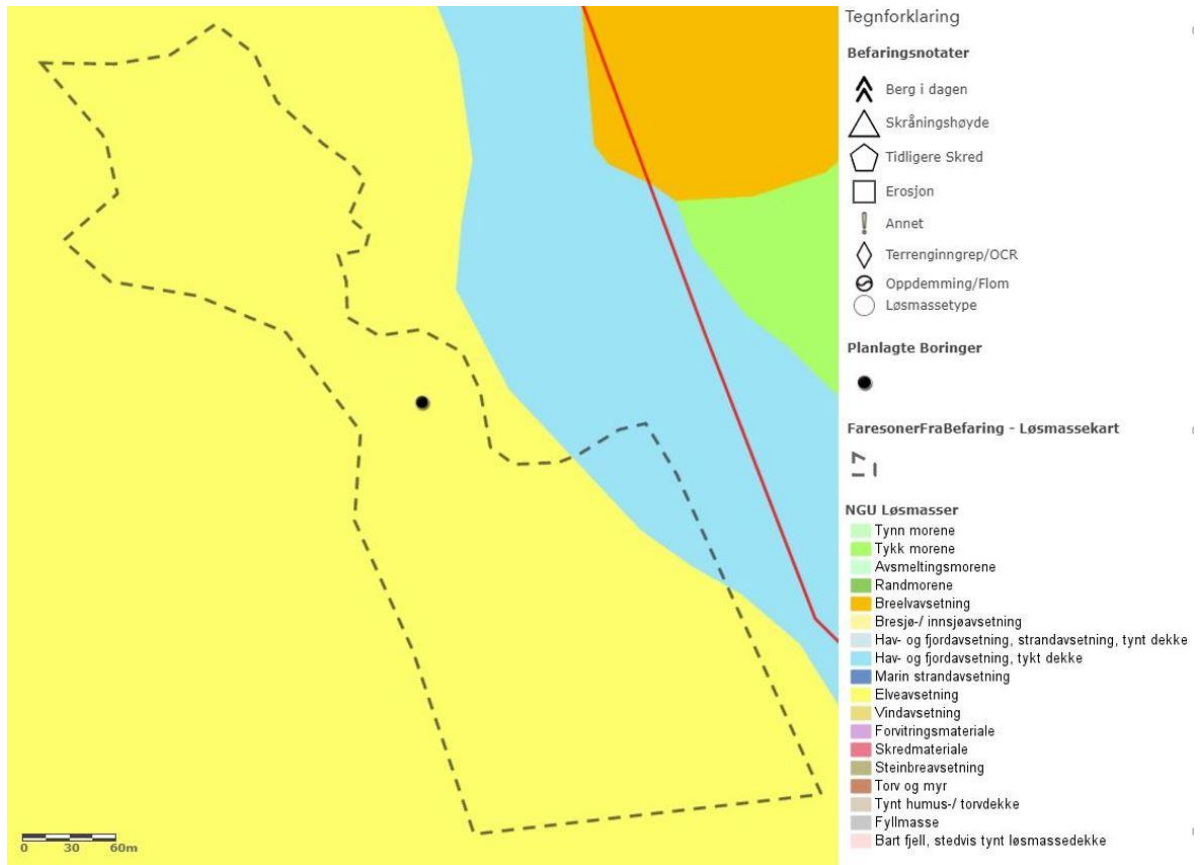 Tegnforklaring
Befaringsnotater
Berg i dagen
Skråningshøyde
Tidligere Skred
Erosjon
Annet
Terrenginngrep/OCR
Oppdemming/Flom
Løsmassetype
Planlagte Boringer
FaresonerFraBefaring - Løsmassekart
NGU Løsmasser
Tynn morene
Tykk morene
Avsmeltingsmorene
Randmorene
Breelvavsetning
Bresjø-/ innsjøavsetning
Hav- og fjordavsetning, strandavsetning, tynt dekke
Hav- og fjordavsetning, tykt dekke
Marin strandavsetning
Elveavsetning
Vindavsetning
Forvitringsmateriale
Skredmateriale
Steinbreavsetning
Torv og myr
Tynt humus-/ torvdekke
Fyllmasse
Bart fjell, stedvis tynt løsmassedekke
0 30 60m